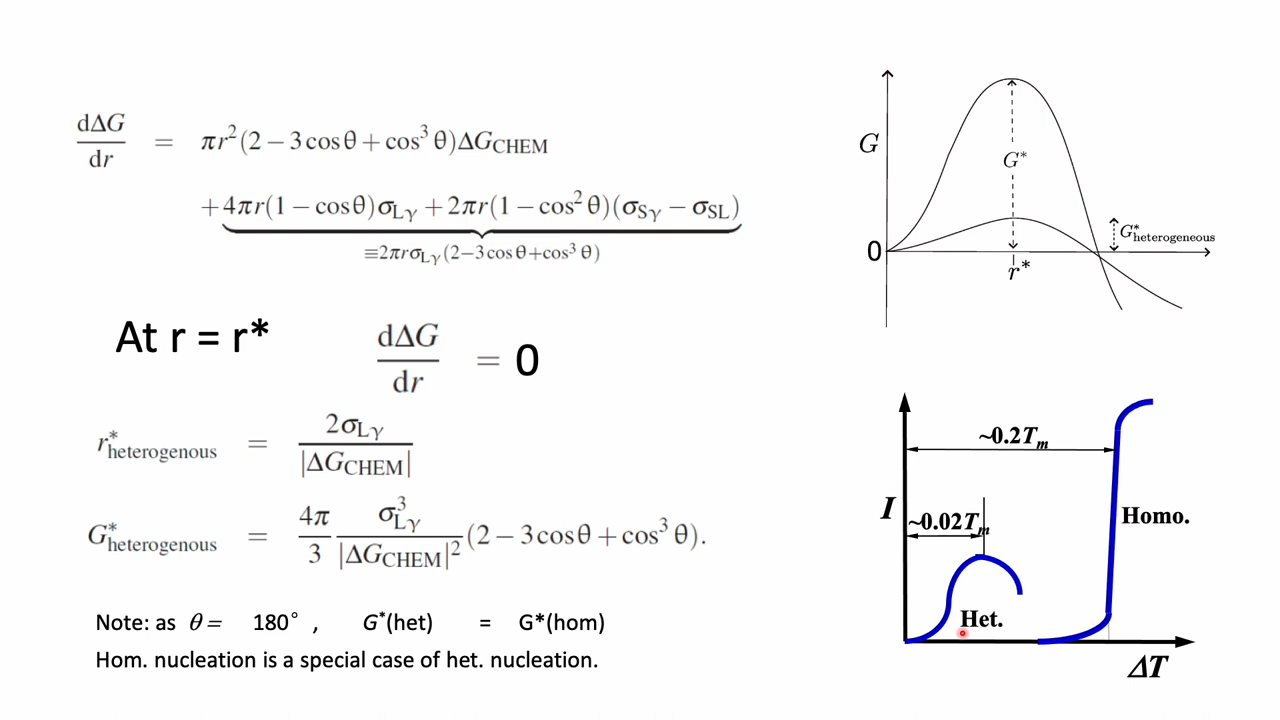 dΔG/dr = πr²(2 − 3cosθ + cos³θ)ΔG_CHEM
+ 4πr(1 − cosθ)σ_Lγ + 2πr(1 − cos²θ)(σ_Sγ − σ_SL)
≡2πrσ_Lγ(2−3cosθ+cos³θ)
At r = r*
dΔG/dr = 0
r*_heterogenous = 2σ_Lγ/|ΔG_CHEM|
G*_heterogenous = 4π/3 σ³_Lγ/|ΔG_CHEM|² (2 − 3cosθ + cos³θ).
Note: as θ = 180° , G*(het) = G*(hom)
Hom. nucleation is a special case of het. nucleation.
G
G*
G*_heterogeneous
0
r*
~0.2T_m
I
~0.02T_m
Homo.
Het.
ΔT